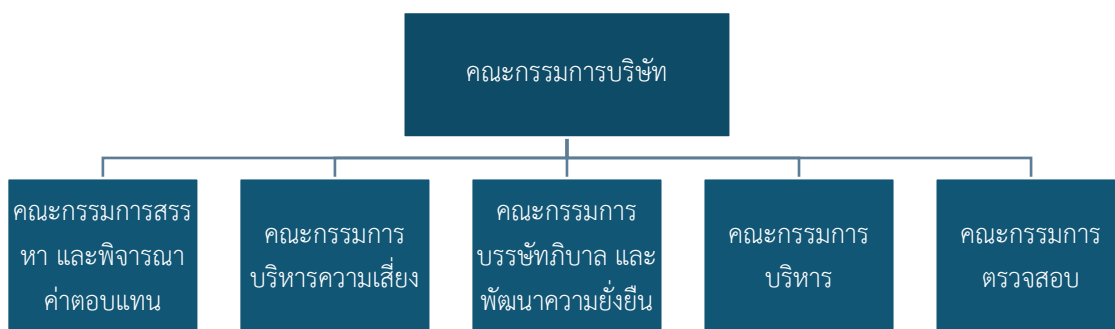 คณะกรรมการบริษัท
คณะกรรมการสรร
หา และพิจารณา
ค่าตอบแทน
คณะกรรมการ
บริหารความเสี่ยง
คณะกรรมการ
บรรษัทภิบาล และ
พัฒนาความยั่งยืน
คณะกรรมการ
บริหาร
คณะกรรมการ
ตรวจสอบ